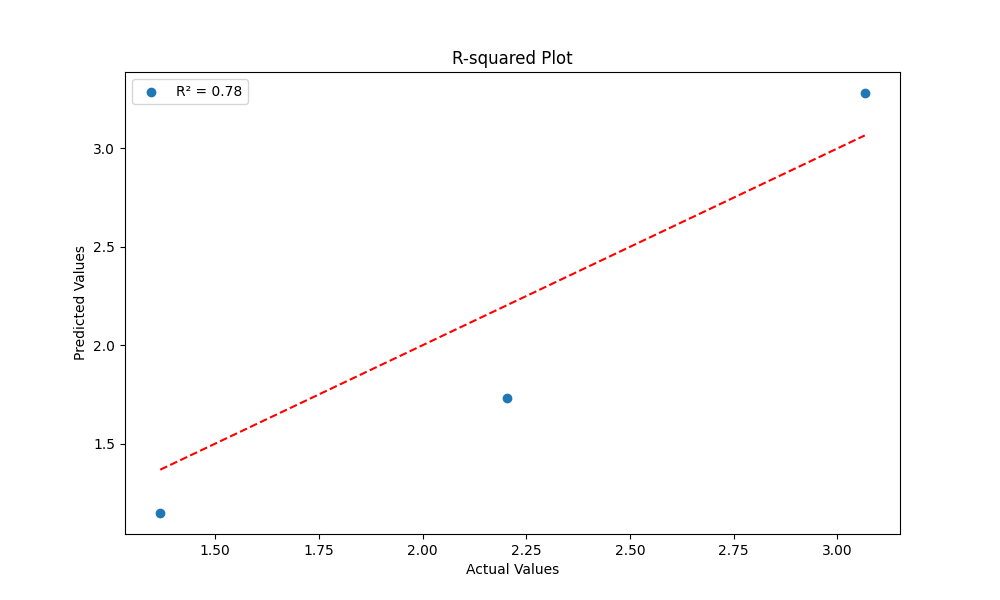 R-squared Plot
R² = 0.78
Predicted Values
3.0
2.5
2.0
1.5
1.50
1.75
2.00
2.25
2.50
2.75
3.00
Actual Values